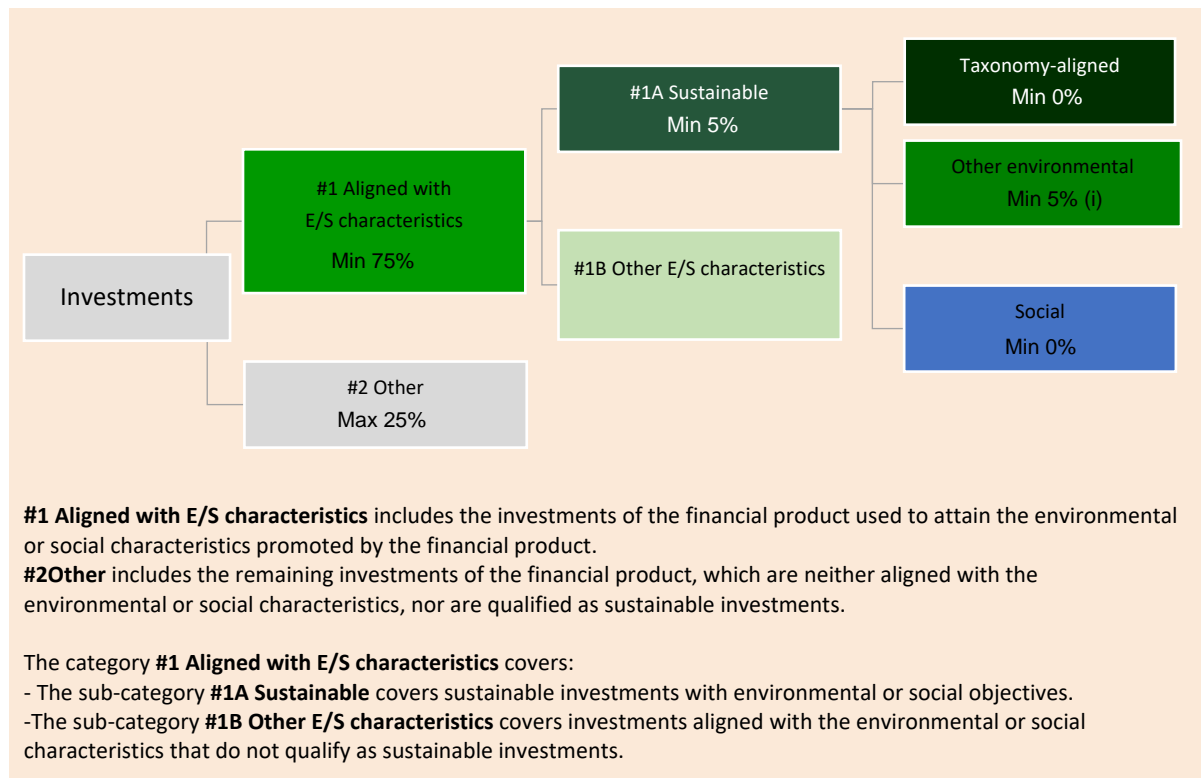 Investments
#1 Aligned with
E/S characteristics
Min 75%
#2 Other
Max 25%
#1A Sustainable
Min 5%
#1B Other E/S characteristics
Taxonomy-aligned
Min 0%
Other environmental
Min 5% (i)
Social
Min 0%
#1 Aligned with E/S characteristics includes the investments of the financial product used to attain the environmental
or social characteristics promoted by the financial product.
#2Other includes the remaining investments of the financial product, which are neither aligned with the
environmental or social characteristics, nor are qualified as sustainable investments.
The category #1 Aligned with E/S characteristics covers:
- The sub-category #1A Sustainable covers sustainable investments with environmental or social objectives.
-The sub-category #1B Other E/S characteristics covers investments aligned with the environmental or social
characteristics that do not qualify as sustainable investments.